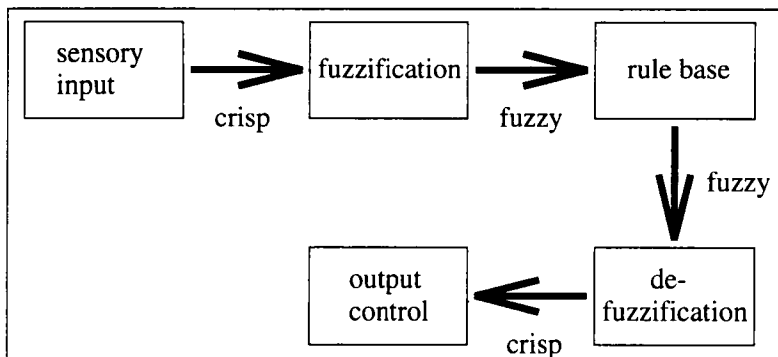 sensory
input
crisp
fuzzification
fuzzy
rule base
fuzzy
de-
fuzzification
crisp
output
control